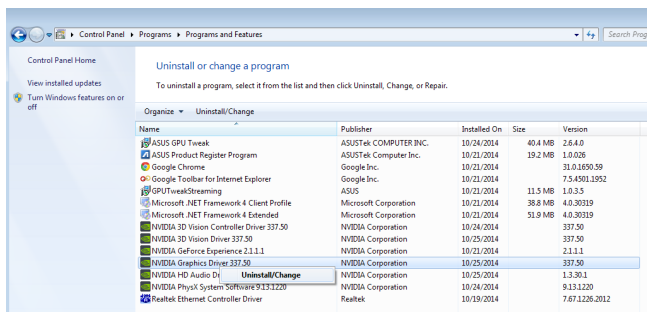 Control Panel ▸ Programs ▸ Programs and Features
Search Prog
Control Panel Home
View installed updates
Turn Windows features on or
off
Uninstall or change a program
To uninstall a program, select it from the list and then click Uninstall, Change, or Repair.
Organize Uninstall/Change
Name Publisher Installed On Size Version
ASUS GPU Tweak ASUSTek COMPUTER INC. 10/24/2014 40.4 MB 2.6.4.0
ASUS Product Register Program ASUSTek Computer Inc. 10/21/2014 19.2 MB 1.0.026
Google Chrome Google Inc. 10/21/2014 31.0.1650.59
Google Toolbar for Internet Explorer Google Inc. 10/21/2014 7.5.4501.1952
GPUTweakStreaming ASUS 10/21/2014 11.5 MB 1.0.3.5
Microsoft .NET Framework 4 Client Profile Microsoft Corporation 10/21/2014 38.8 MB 4.0.30319
Microsoft .NET Framework 4 Extended Microsoft Corporation 10/21/2014 51.9 MB 4.0.30319
NVIDIA 3D Vision Controller Driver 337.50 NVIDIA Corporation 10/24/2014 337.50
NVIDIA 3D Vision Driver 337.50 NVIDIA Corporation 10/25/2014 337.50
NVIDIA GeForce Experience 2.1.1.1 NVIDIA Corporation 10/21/2014 2.1.1.1
NVIDIA Graphics Driver 337.50 NVIDIA Corporation 10/25/2014 337.50
NVIDIA HD Audio Dr Uninstall/Change NVIDIA Corporation 10/25/2014 1.3.30.1
NVIDIA PhysX System Software 9.13.1220 NVIDIA Corporation 10/24/2014 9.13.1220
Realtek Ethernet Controller Driver Realtek 10/19/2014 7.67.1226.2012